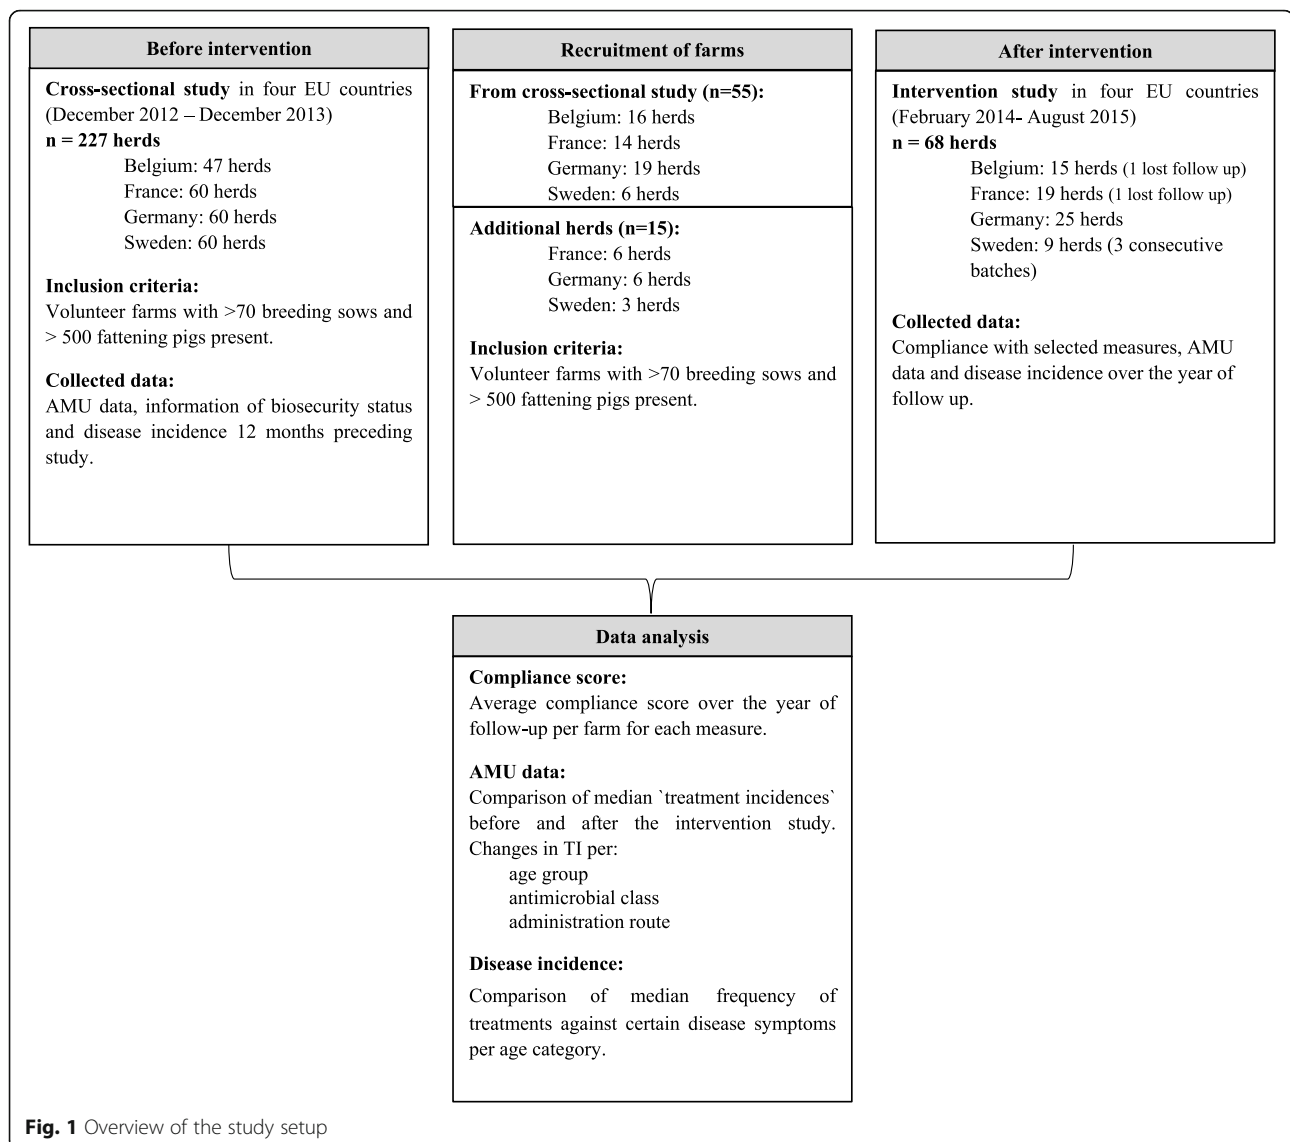 Before intervention
Cross-sectional study in four EU countries
(December 2012 – December 2013)
n = 227 herds
Belgium: 47 herds
France: 60 herds
Germany: 60 herds
Sweden: 60 herds
Inclusion criteria:
Volunteer farms with >70 breeding sows and
> 500 fattening pigs present.
Collected data:
AMU data, information of biosecurity status
and disease incidence 12 months preceding
study.
Recruitment of farms
From cross-sectional study (n=55):
Belgium: 16 herds
France: 14 herds
Germany: 19 herds
Sweden: 6 herds
Additional herds (n=15):
France: 6 herds
Germany: 6 herds
Sweden: 3 herds
Inclusion criteria:
Volunteer farms with >70 breeding sows and
> 500 fattening pigs present.
After intervention
Intervention study in four EU countries
(February 2014- August 2015)
n = 68 herds
Belgium: 15 herds (1 lost follow up)
France: 19 herds (1 lost follow up)
Germany: 25 herds
Sweden: 9 herds (3 consecutive
batches)
Collected data:
Compliance with selected measures, AMU
data and disease incidence over the year of
follow up.
Data analysis
Compliance score:
Average compliance score over the year of
follow-up per farm for each measure.
AMU data:
Comparison of median `treatment incidences`
before and after the intervention study.
Changes in TI per:
age group
antimicrobial class
administration route
Disease incidence:
Comparison of median frequency of
treatments against certain disease symptoms
per age category.
Fig. 1 Overview of the study setup